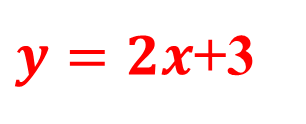 y = 2x+3